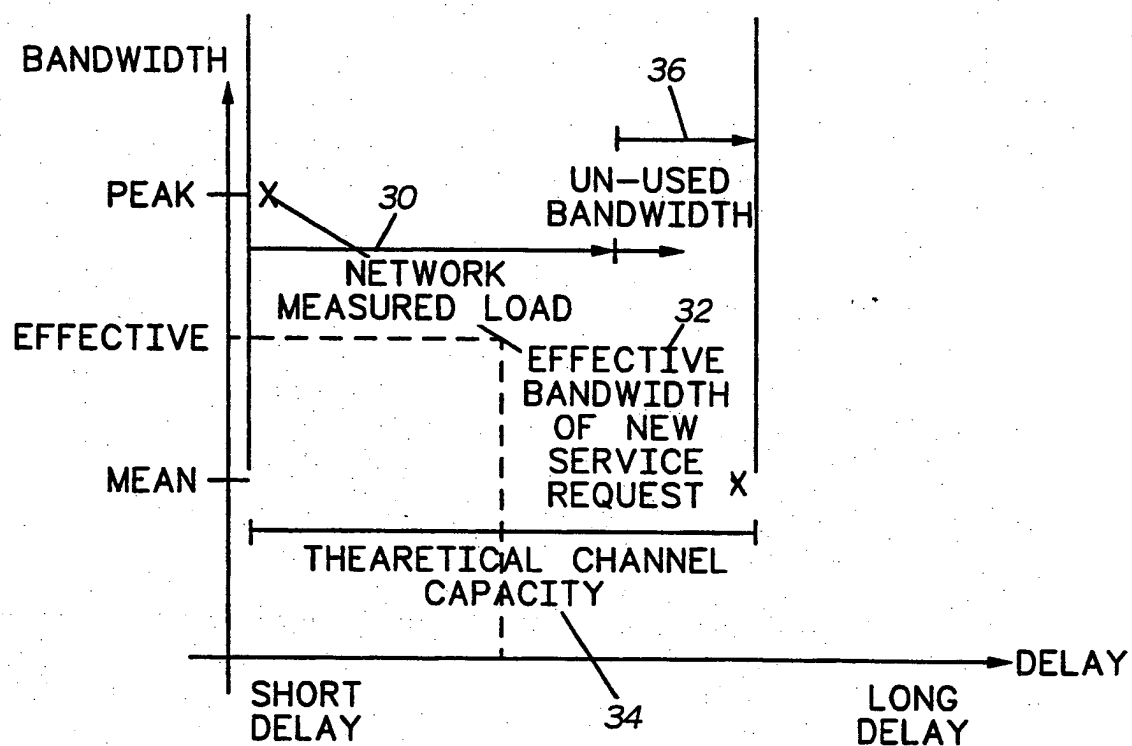 BANDWIDTH
36
PEAK
X
30
UN-USED
BANDWIDTH
NETWORK
MEASURED LOAD
32
EFFECTIVE
EFFECTIVE
BANDWIDTH
OF NEW
SERVICE
REQUEST
MEAN
X
THEARETICAL CHANNEL
CAPACITY
DELAY
SHORT
DELAY
34
LONG
DELAY